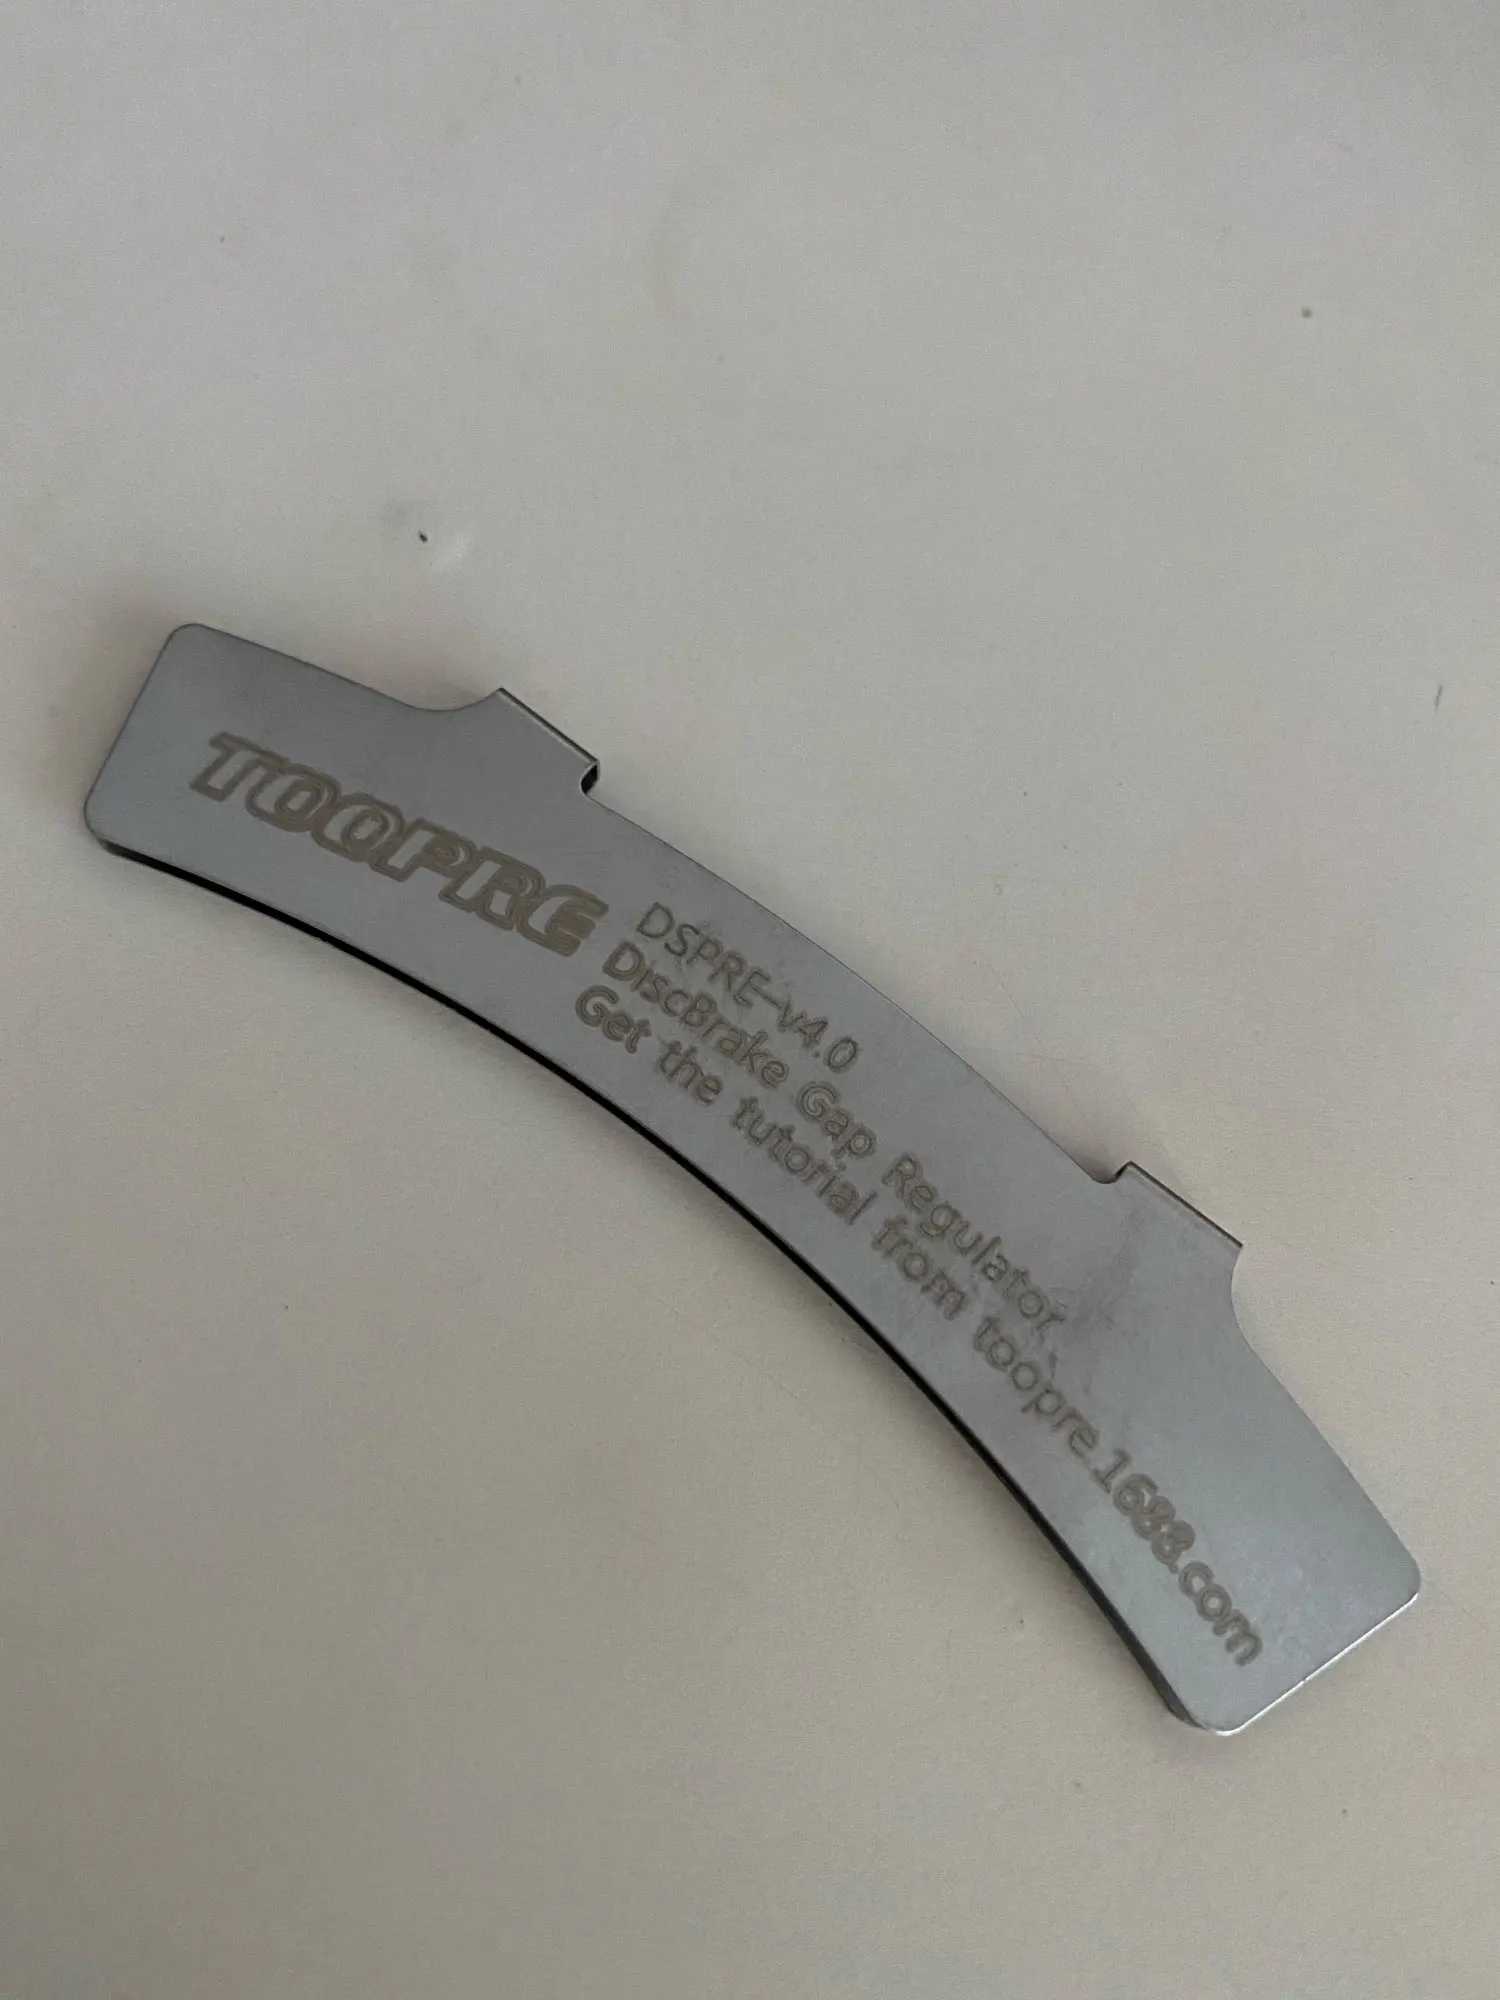 TOOPRE
DSPRE-v4.0
DiscBrake Gap Regulator
Get the tutorial from toopre.1688.com